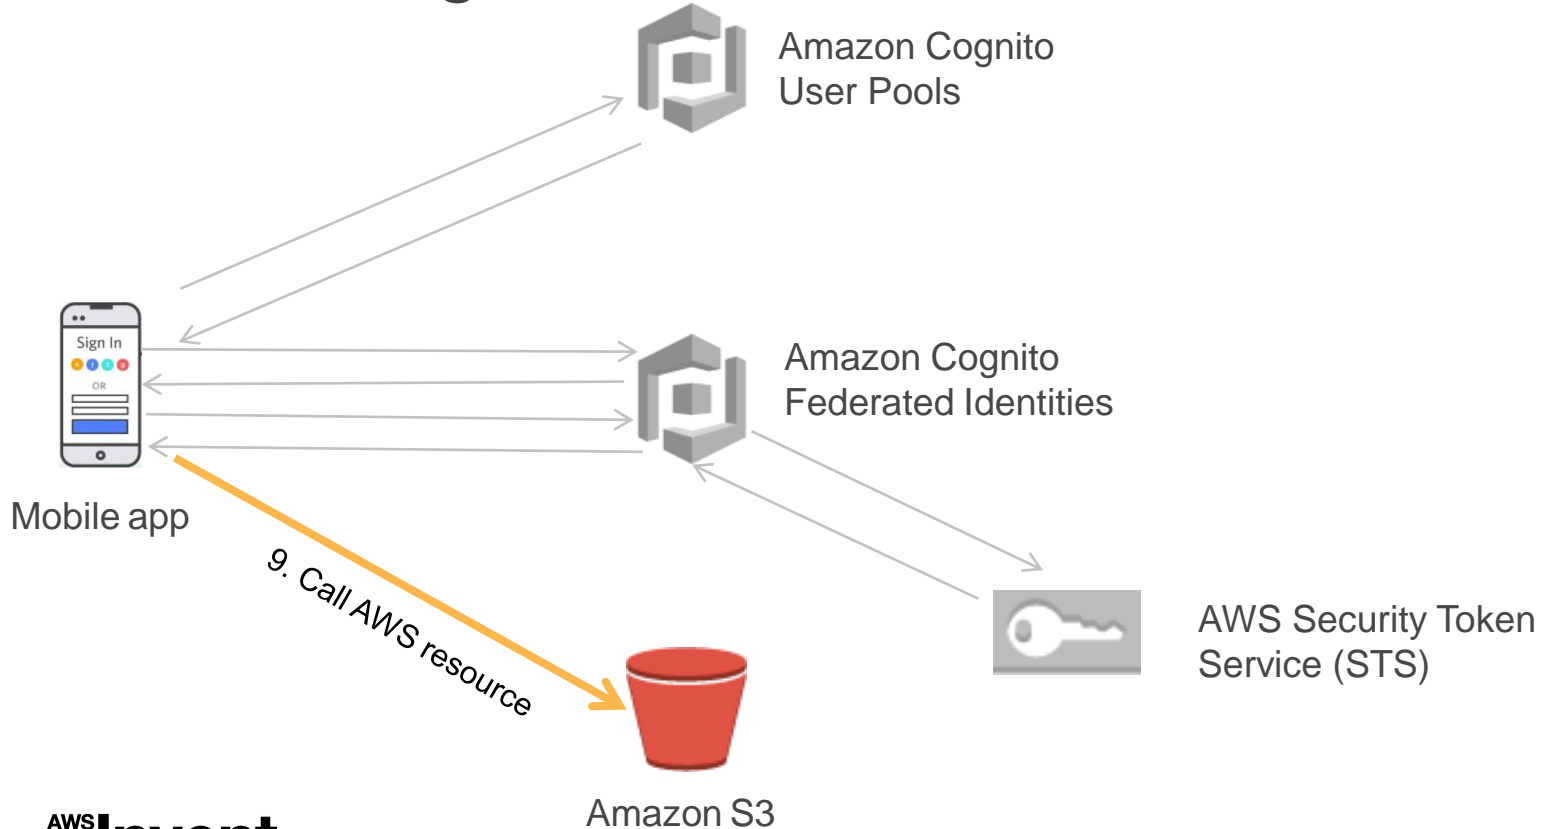 Amazon Cognito
User Pools
Sign In
OR
Amazon Cognito
Federated Identities
Mobile app
9. Call AWS resource
AWS Security Token
Service (STS)
Amazon S3
AWS